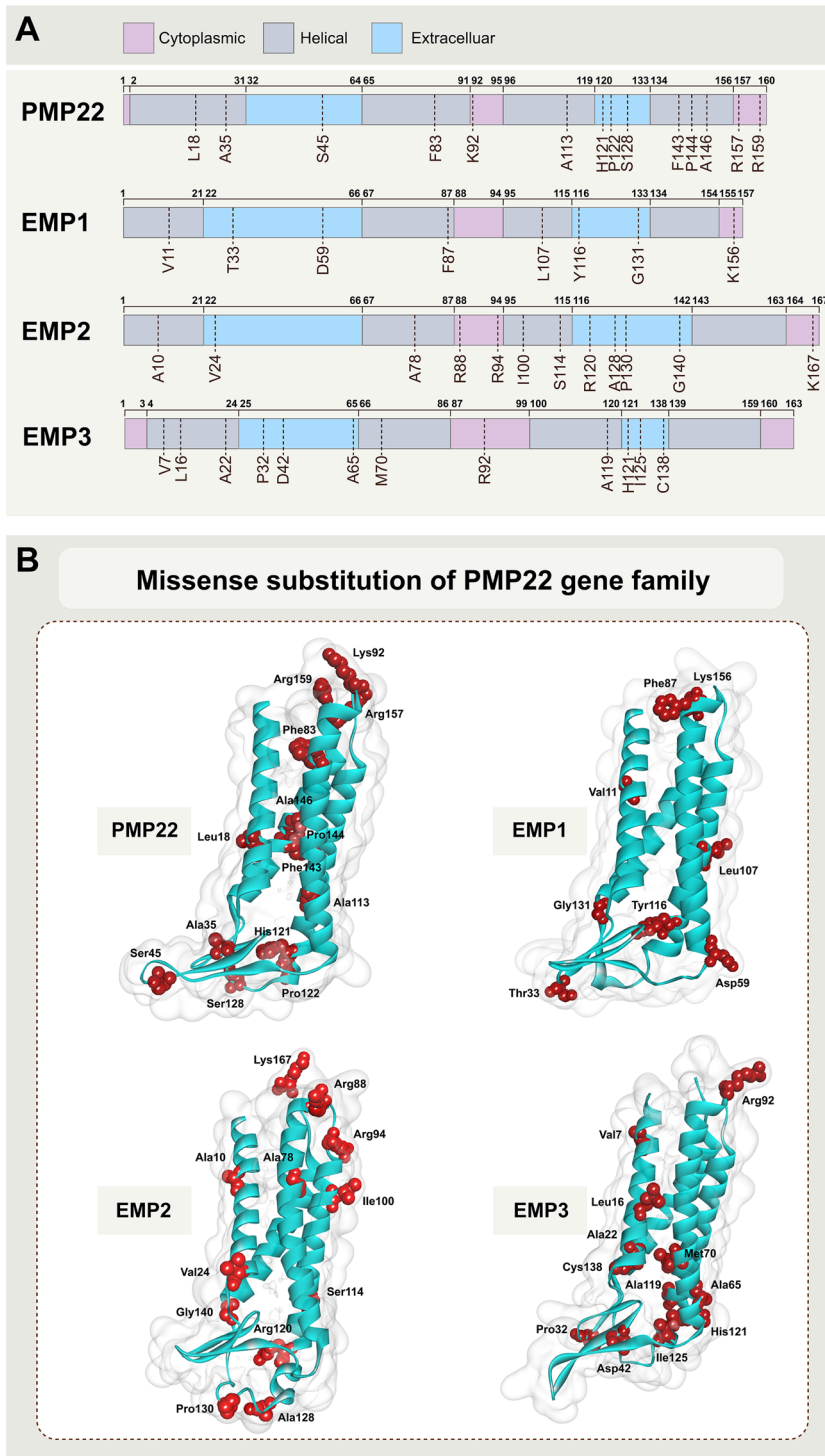 A
Cytoplasmic Helical Extracelluar
1 2 31 32 64 65 91 92 95 96 119 120 133 134 156 157 160
PMP22
L18 A35 S45 F83 K92 A113 H121 P122 S128 F143 P144 A146 R157 R159
1 21 22 66 67 87 88 94 95 115 116 133 134 154 155 157
EMP1
V11 T33 D59 F87 L107 Y116 G131 K156
1 21 22 66 67 87 88 94 95 115 116 142 143 163 164 167
EMP2
A10 V24 A78 R88 R94 I100 S114 R120 A128 P130 G140 K167
1 3 4 24 25 65 66 86 87 99 100 120 121 138 139 159 160 163
EMP3
V7 L16 A22 P32 D42 A65 M70 R92 A119 H121 I125 C138
B
Missense substitution of PMP22 gene family
Lys92
Arg159
Arg157
Phe83
Ala146
PMP22
Leu18
Pro144
Phe143
Ala113
Ala35
His121
Ser45
Ser128
Pro122
Phe87
Lys156
Val11
EMP1
Leu107
Gly131
Tyr116
Asp59
Thr33
Lys167
Arg88
Arg94
Ala10
Ala78
EMP2
Ile100
Val24
Ser114
Gly140
Arg120
Pro130
Ala128
Arg92
Val7
Leu16
EMP3
Ala22
Cys138
Met70
Ala119
Ala65
Pro32
His121
Asp42
Ile125